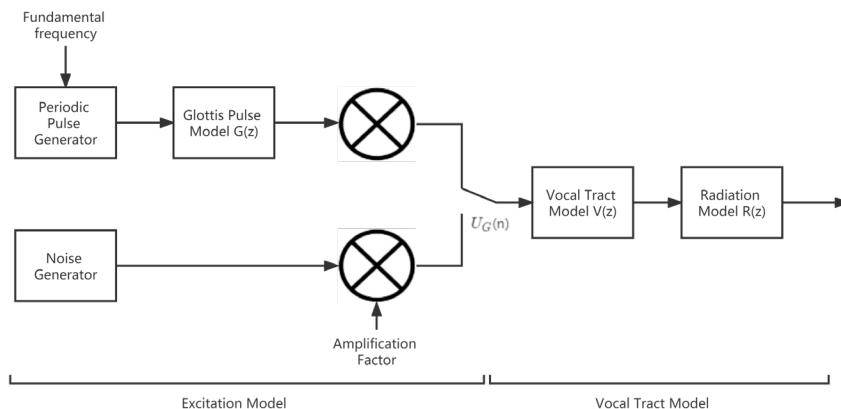 Fundamental
frequency
Periodic
Pulse
Generator
Glottis Pulse
Model G(z)
Vocal Tract
Model V(z)
Radiation
Model R(z)
U_G(n)
Noise
Generator
Amplification
Factor
Excitation Model
Vocal Tract Model